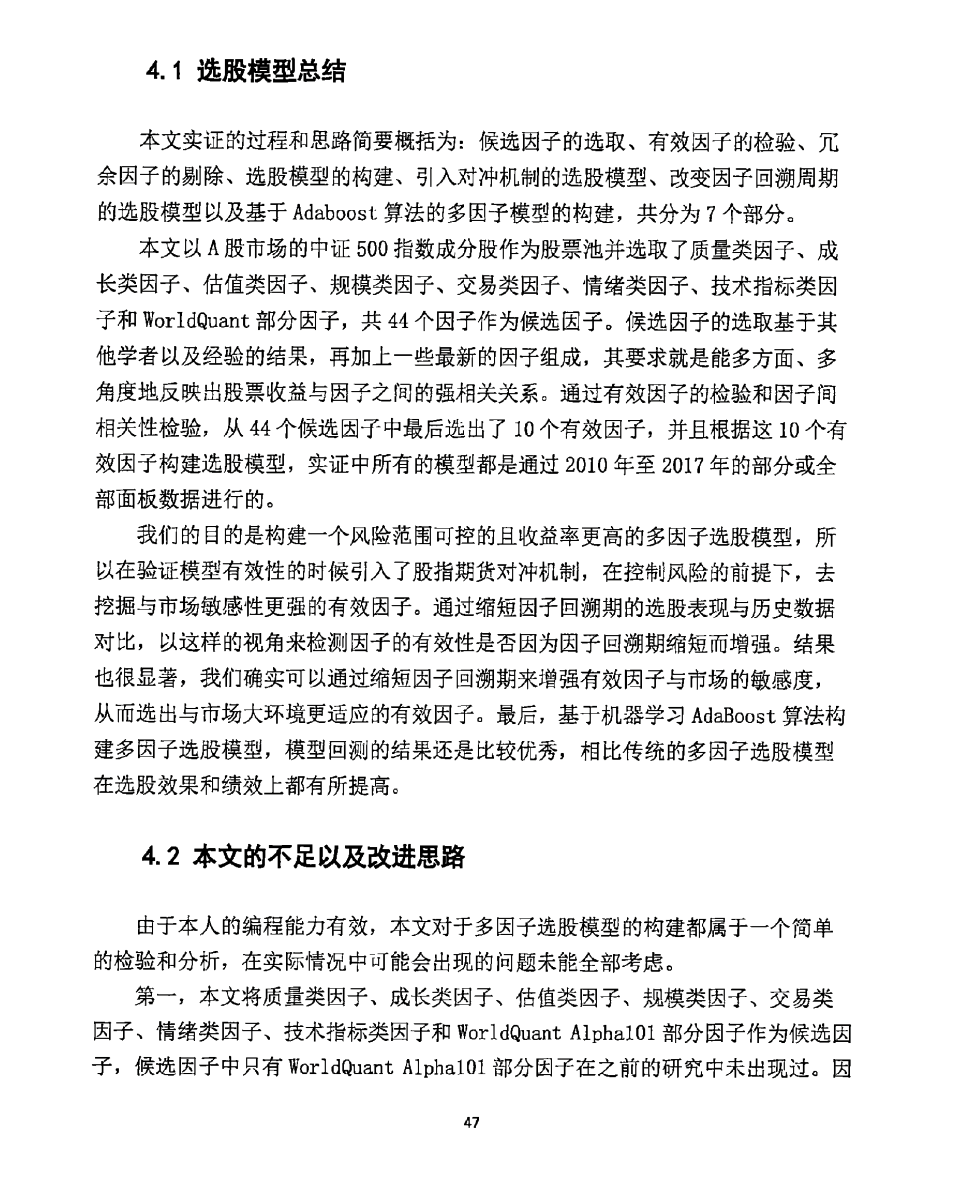 4.1 选股模型总结
本文实证的过程和思路简要概括为：候选因子的选取、有效因子的检验、冗
余因子的剔除、选股模型的构建、引入对冲机制的选股模型、改变因子回溯周期
的选股模型以及基于 Adaboost 算法的多因子模型的构建，共分为 7 个部分。
本文以 A 股市场的中证 500 指数成分股作为股票池并选取了质量类因子、成
长类因子、估值类因子、规模类因子、交易类因子、情绪类因子、技术指标类因
子和 WorldQuant 部分因子，共 44 个因子作为候选因子。候选因子的选取基于其
他学者以及经验的结果，再加上一些最新的因子组成，其要求就是能多方面、多
角度地反映出股票收益与因子之间的强相关关系。通过有效因子的检验和因子间
相关性检验，从 44 个候选因子中最后选出了 10 个有效因子，并且根据这 10 个有
效因子构建选股模型，实证中所有的模型都是通过 2010 年至 2017 年的部分或全
部面板数据进行的。
我们的目的是构建一个风险范围可控的且收益率更高的多因子选股模型，所
以在验证模型有效性的时候引入了股指期货对冲机制，在控制风险的前提下，去
挖掘与市场敏感性更强的有效因子。通过缩短因子回溯期的选股表现与历史数据
对比，以这样的视角来检测因子的有效性是否因为因子回溯期缩短而增强。结果
也很显著，我们确实可以通过缩短因子回溯期来增强有效因子与市场的敏感度，
从而选出与市场大环境更适应的有效因子。最后，基于机器学习 AdaBoost 算法构
建多因子选股模型，模型回测的结果还是比较优秀，相比传统的多因子选股模型
在选股效果和绩效上都有所提高。
4.2 本文的不足以及改进思路
由于本人的编程能力有效，本文对于多因子选股模型的构建都属于一个简单
的检验和分析，在实际情况中可能会出现的问题未能全部考虑。
第一，本文将质量类因子、成长类因子、估值类因子、规模类因子、交易类
因子、情绪类因子、技术指标类因子和 WorldQuant Alpha101 部分因子作为候选因
子，候选因子中只有 WorldQuant Alpha101 部分因子在之前的研究中未出现过。因
47